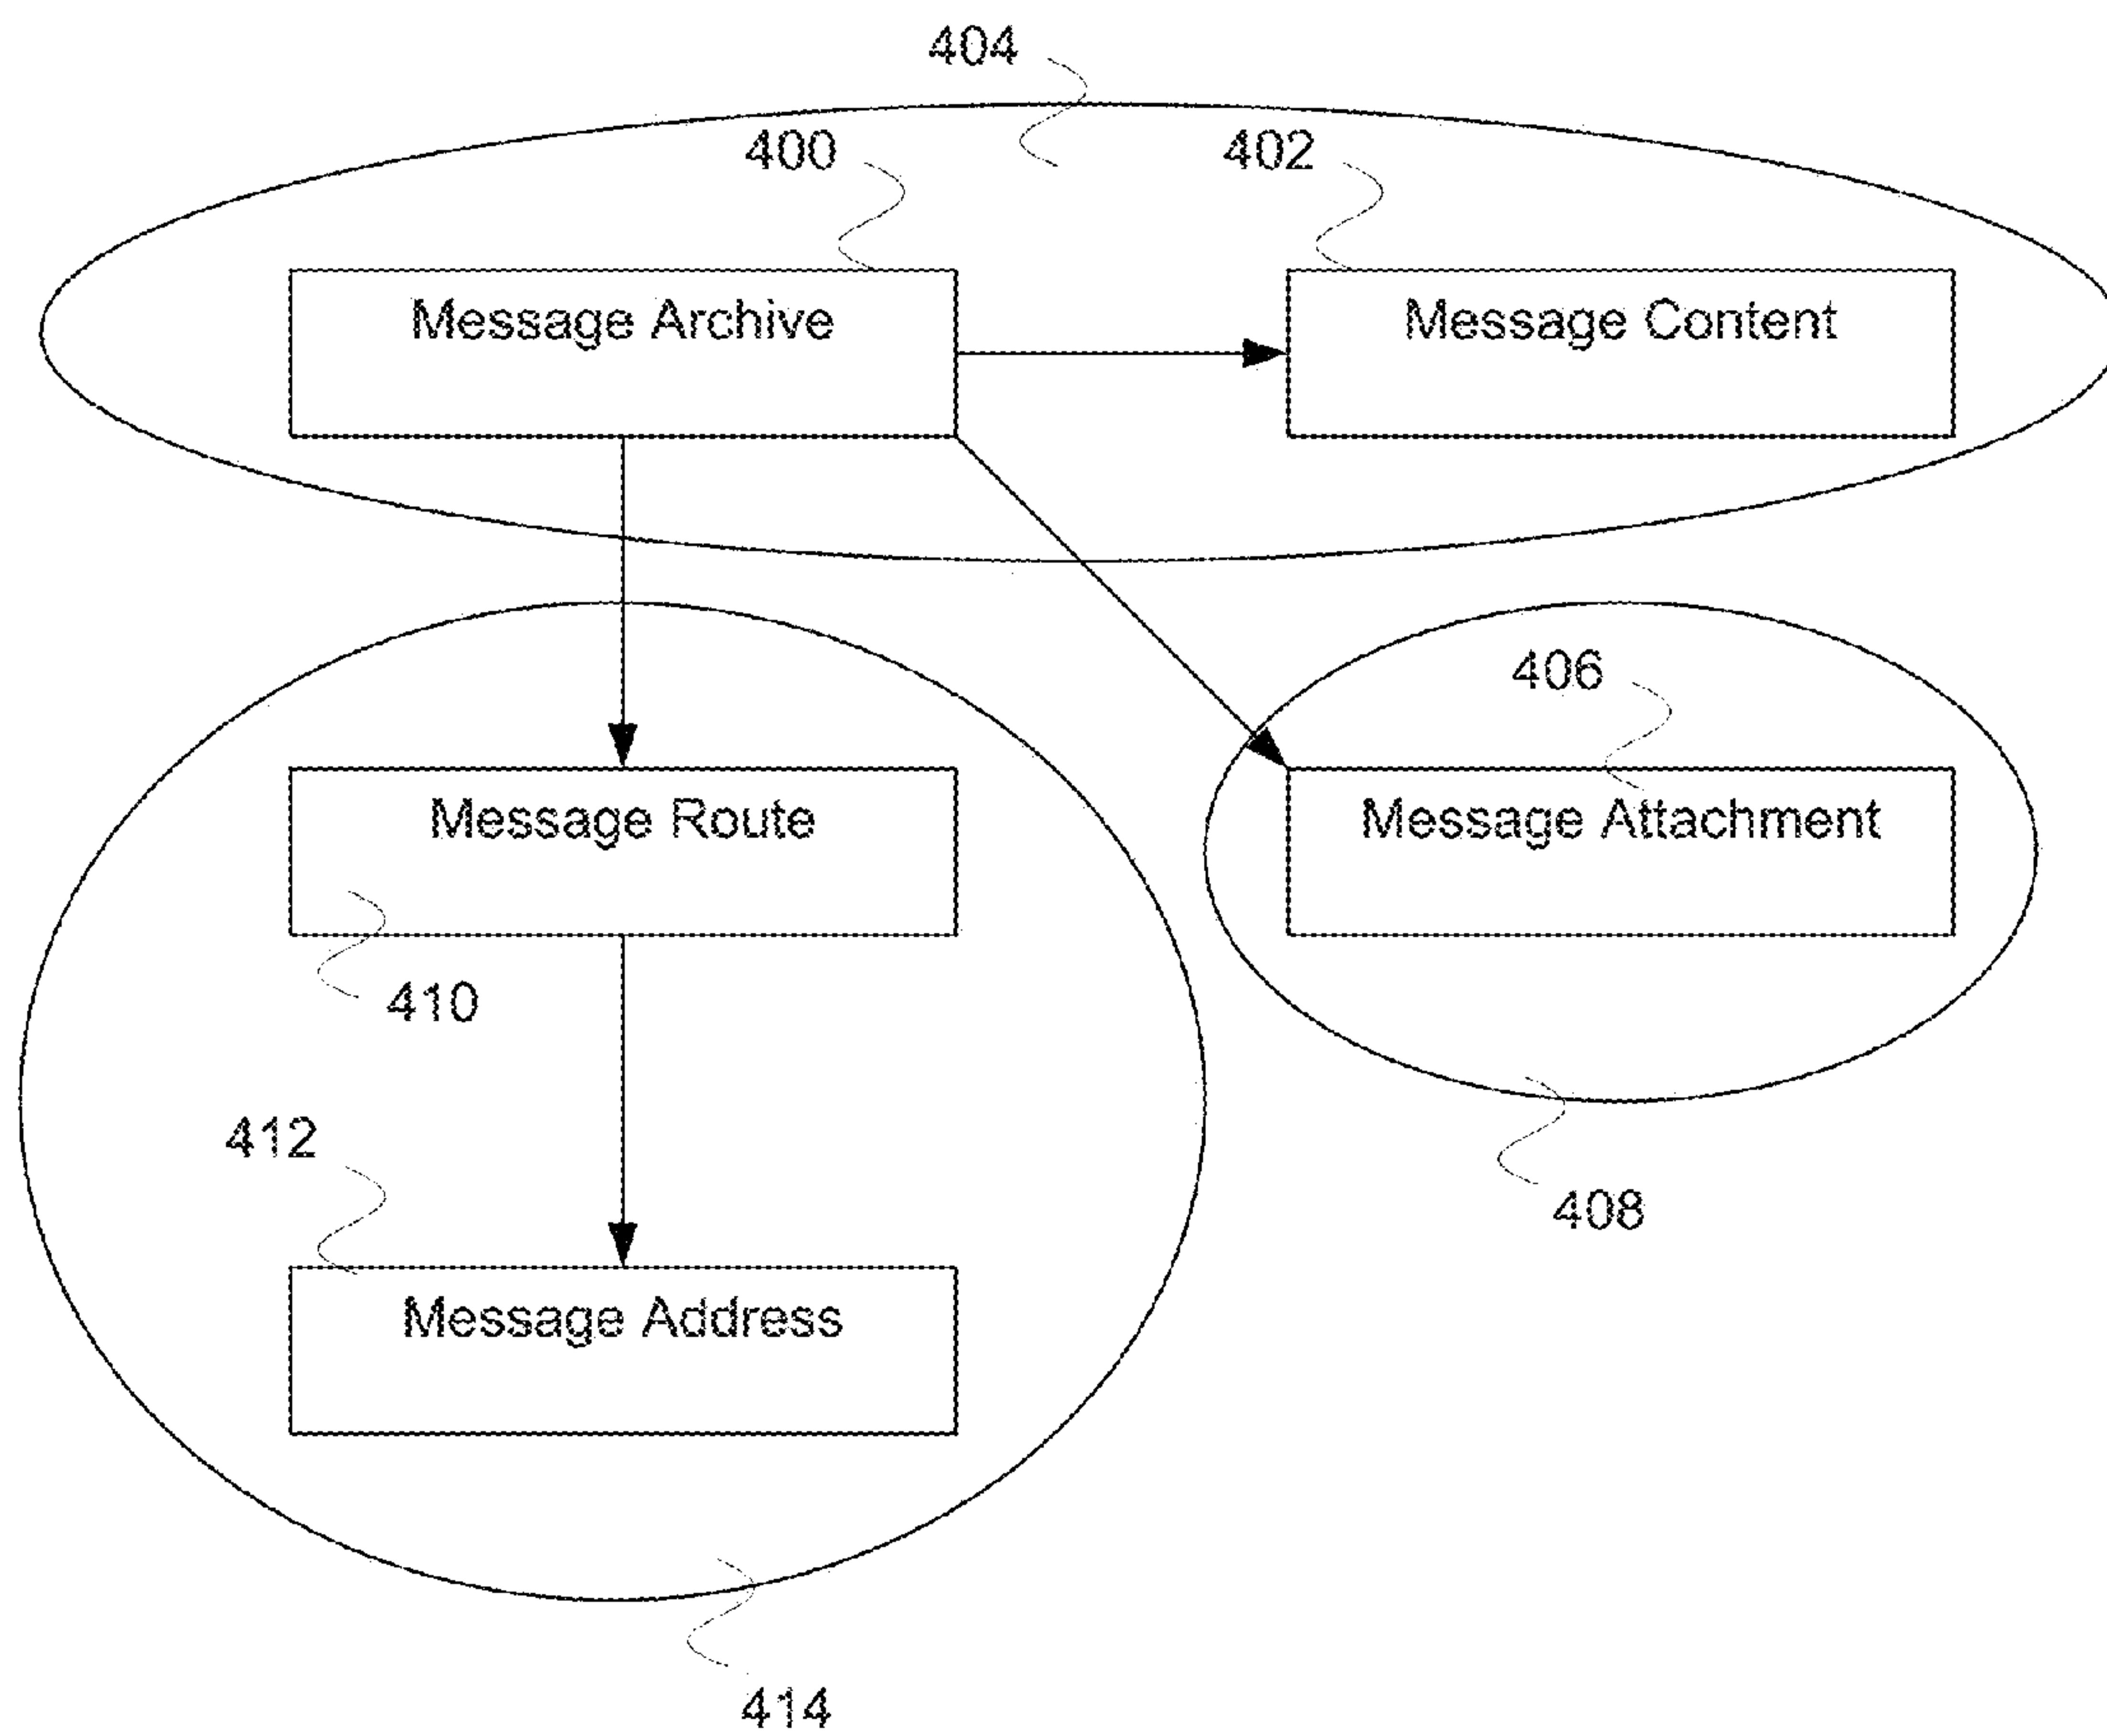 404
400
402
Message Archive
Message Content
406
Message Route
Message Attachment
410
412
408
Message Address
414